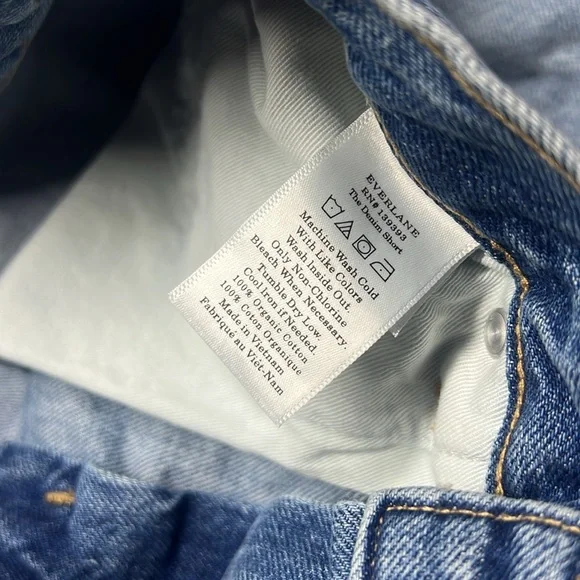 EVERLANE
RN# 139393
The Denim Short
Machine Wash Cold
With Like Colors
Wash Inside Out
Only Non-Chlorine
Bleach When Necessary.
Tumble Dry Low.
Cool Iron if Needed.
100% Organic Cotton
100% Coton Organique
Made in Vietnam
Fabriqué au Viêt-Nam